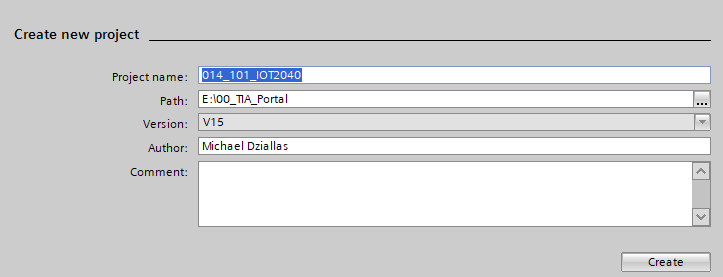 Create new project
Project name: 014_101_IOT2040
Path: E:\00_TIA_Portal ...
Version: V15
Author: Michael Dziallas
Comment:
Create